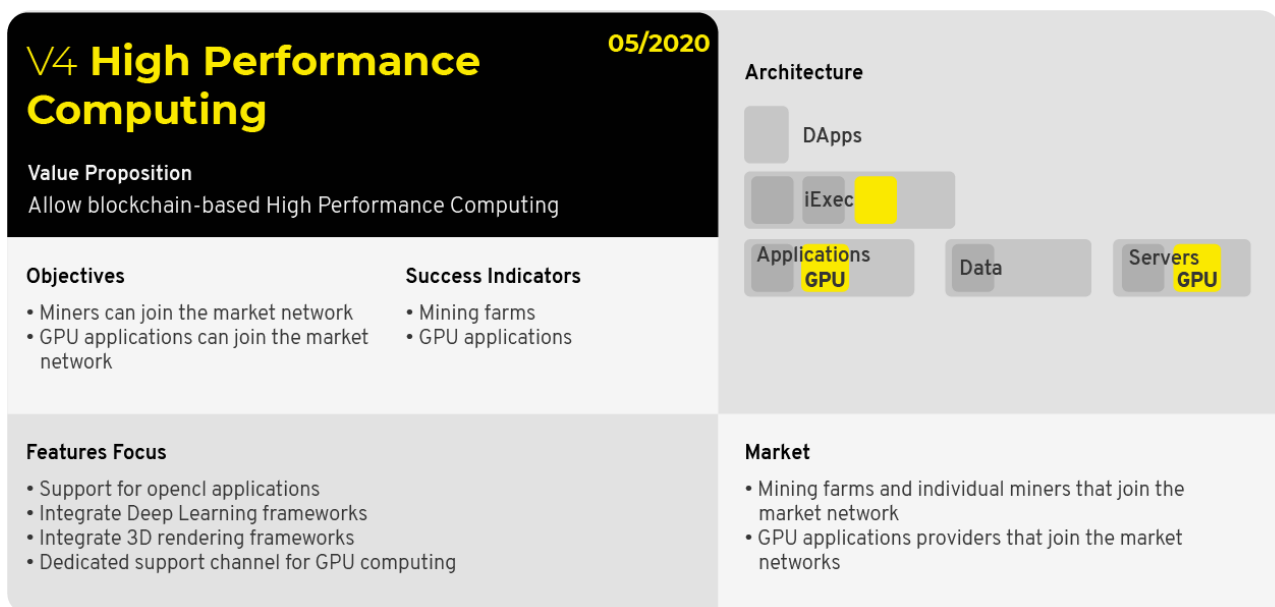 V4 High Performance
Computing
05/2020
Value Proposition
Allow blockchain-based High Performance Computing
Objectives
• Miners can join the market network
• GPU applications can join the market
network
Success Indicators
• Mining farms
• GPU applications
Architecture
DApps
iExec
Applications
GPU
Data
Servers
GPU
Features Focus
• Support for opencl applications
• Integrate Deep Learning frameworks
• Integrate 3D rendering frameworks
• Dedicated support channel for GPU computing
Market
• Mining farms and individual miners that join the
market network
• GPU applications providers that join the market
networks